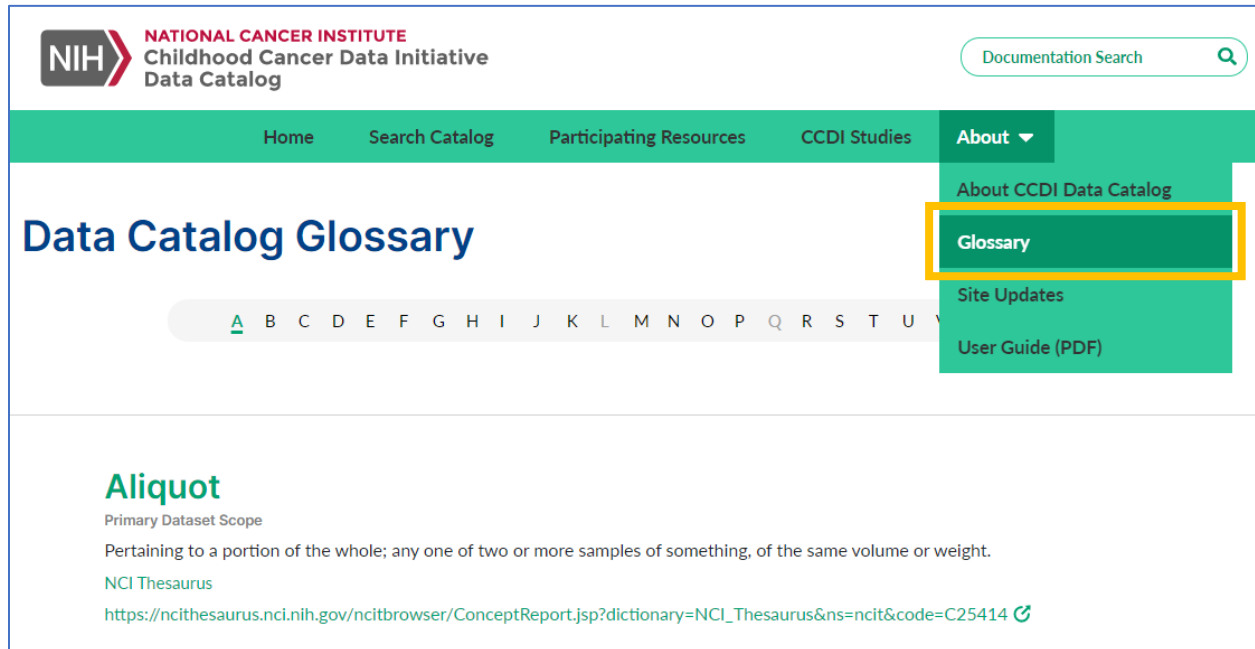 NIH
NATIONAL CANCER INSTITUTE
Childhood Cancer Data Initiative
Data Catalog
Documentation Search
Home Search Catalog Participating Resources CCDI Studies About
About CCDI Data Catalog
Glossary
Site Updates
User Guide (PDF)
Data Catalog Glossary
A B C D E F G H I J K L M N O P Q R S T U
Aliquot
Primary Dataset Scope
Pertaining to a portion of the whole; any one of two or more samples of something, of the same volume or weight.
NCI Thesaurus
https://ncithesaurus.nci.nih.gov/ncitbrowser/ConceptReport.jsp?dictionary=NCI_Thesaurus&ns=ncit&code=C25414